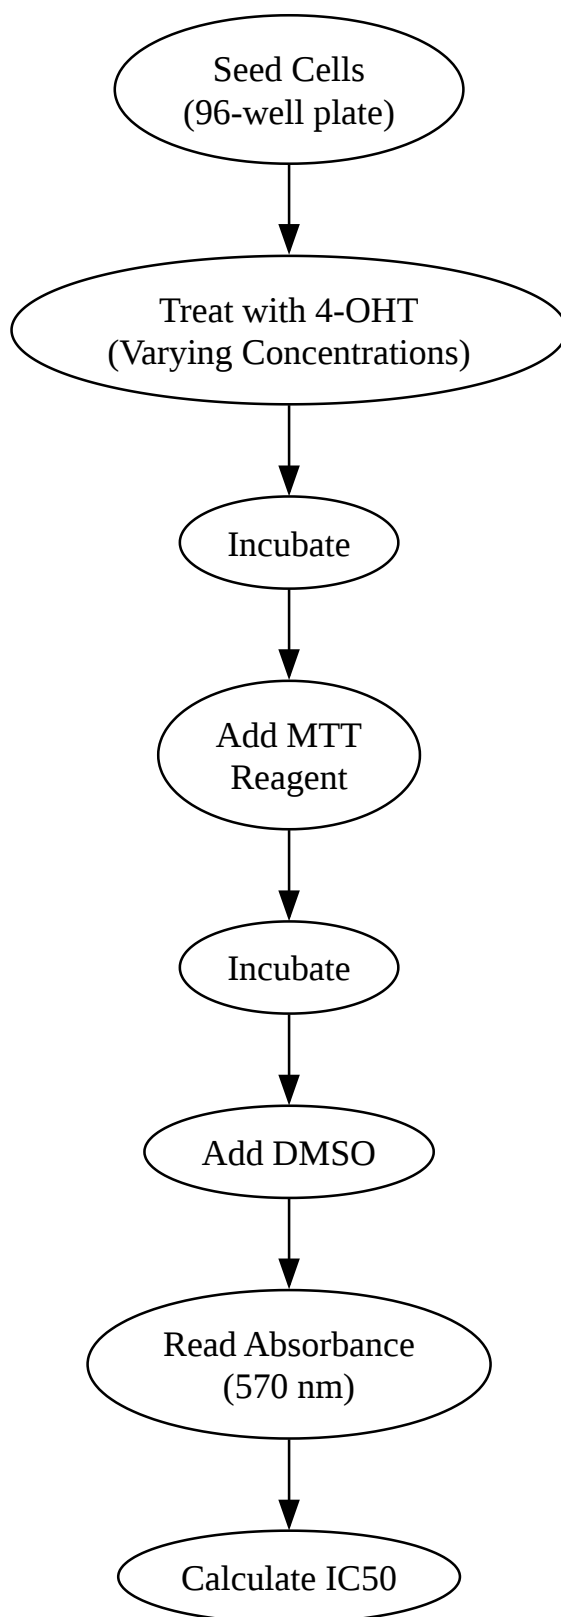 Seed Cells
(96-well plate)
Treat with 4-OHT
(Varying Concentrations)
Incubate
Add MTT
Reagent
Incubate
Add DMSO
Read Absorbance
(570 nm)
Calculate IC50